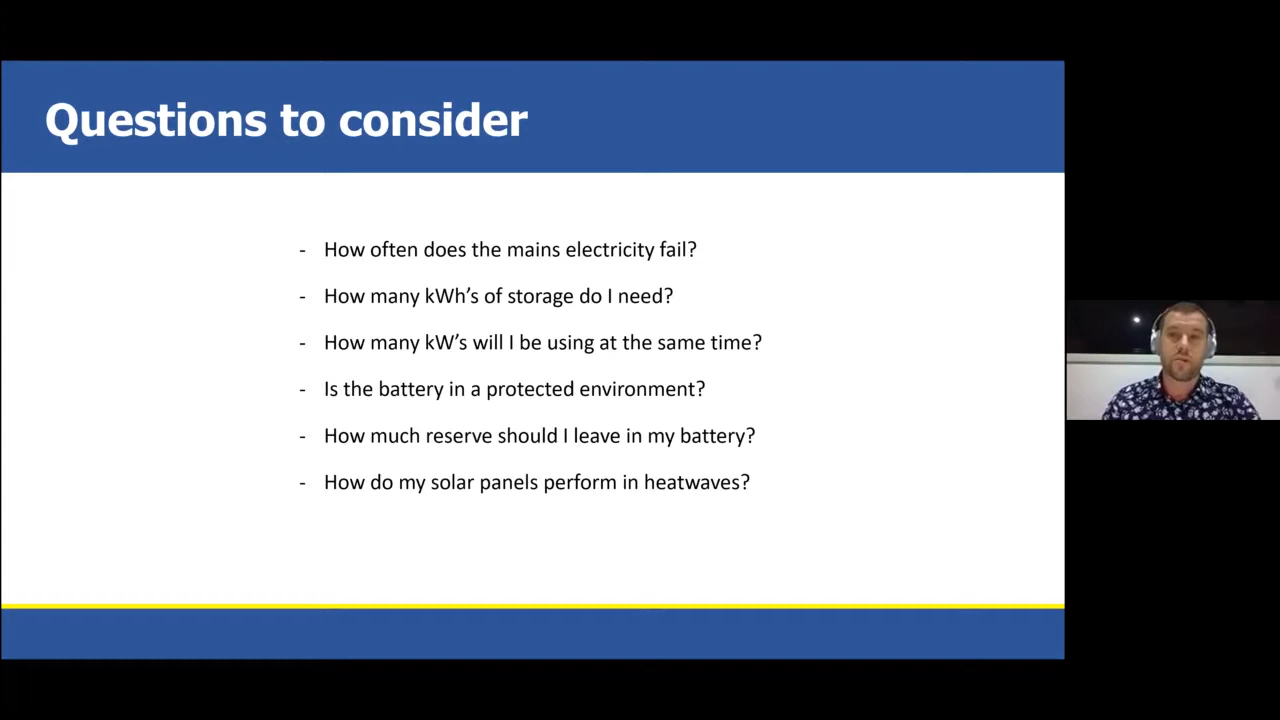 Questions to consider
- How often does the mains electricity fail?
- How many kWh’s of storage do I need?
- How many kW’s will I be using at the same time?
- Is the battery in a protected environment?
- How much reserve should I leave in my battery?
- How do my solar panels perform in heatwaves?